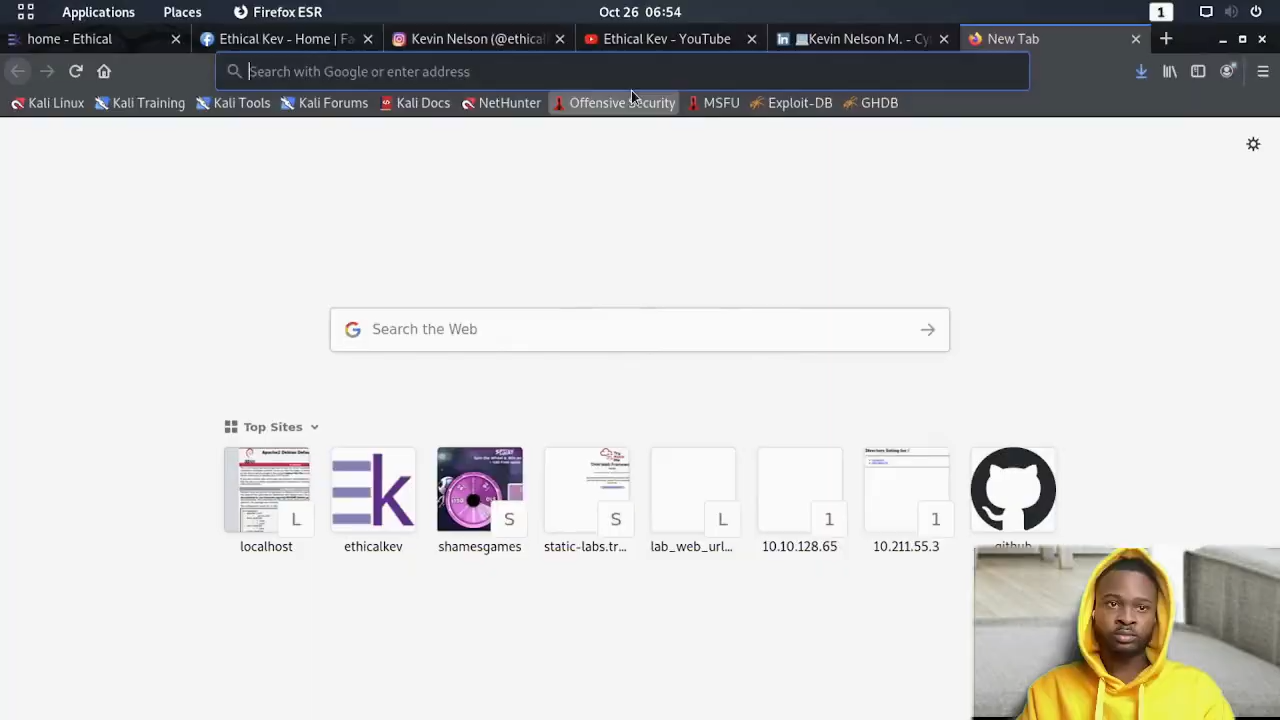 Applications Places Firefox ESR Oct 26 06:54 1
home - Ethical Ethical Kev - Home | Fa Kevin Nelson (@ethical Ethical Kev - YouTube Kevin Nelson M. - Cy New Tab
Search with Google or enter address
Kali Linux Kali Training Kali Tools Kali Forums Kali Docs NetHunter Offensive Security MSFU Exploit-DB GHDB
Search the Web
Top Sites
L S S L 1 1
localhost ethicalkev shamesgames static-labs.tr... lab_web_url... 10.10.128.65 10.211.55.3 github